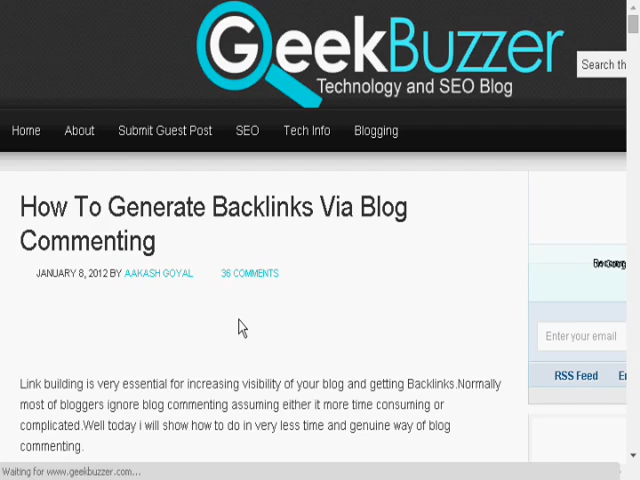 GeekBuzzer
Technology and SEO Blog
Search th
Home About Submit Guest Post SEO Tech Info Blogging
How To Generate Backlinks Via Blog
Commenting
JANUARY 8, 2012 BY AAKASH GOYAL 36 COMMENTS
Enter your email
RSS Feed
Link building is very essential for increasing visibility of your blog and getting Backlinks.Normally
most of bloggers ignore blog commenting assuming either it more time consuming or
complicated.Well today i will show how to do in very less time and genuine way of blog
commenting.
Waiting for www.geekbuzzer.com...